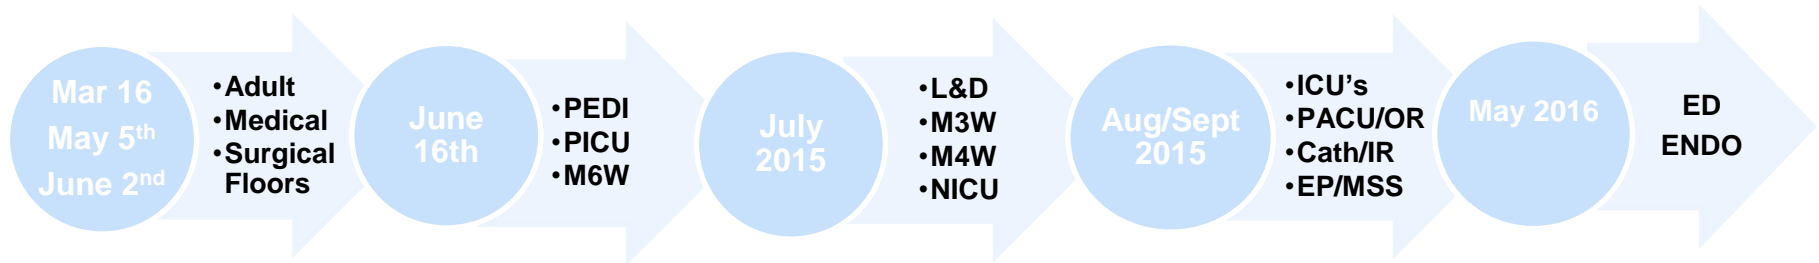 Mar 16
May 5th
June 2nd
•Adult
•Medical
•Surgical
Floors
June
16th
•PEDI
•PICU
•M6W
July
2015
•L&D
•M3W
•M4W
•NICU
Aug/Sept
2015
•ICU's
•PACU/OR
•Cath/IR
•EP/MSS
May 2016
ED
ENDO